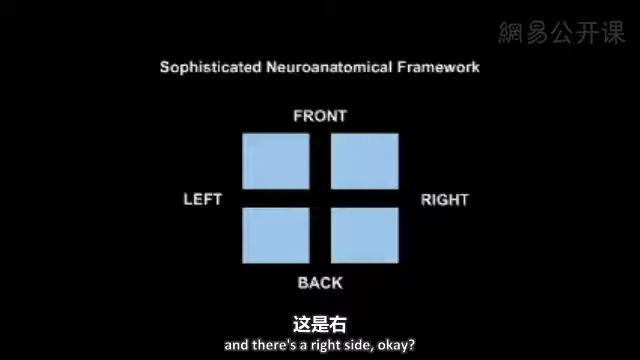 網易公开课
Sophisticated Neuroanatomical Framework
FRONT
LEFT
RIGHT
BACK
这是右
and there's a right side, okay?